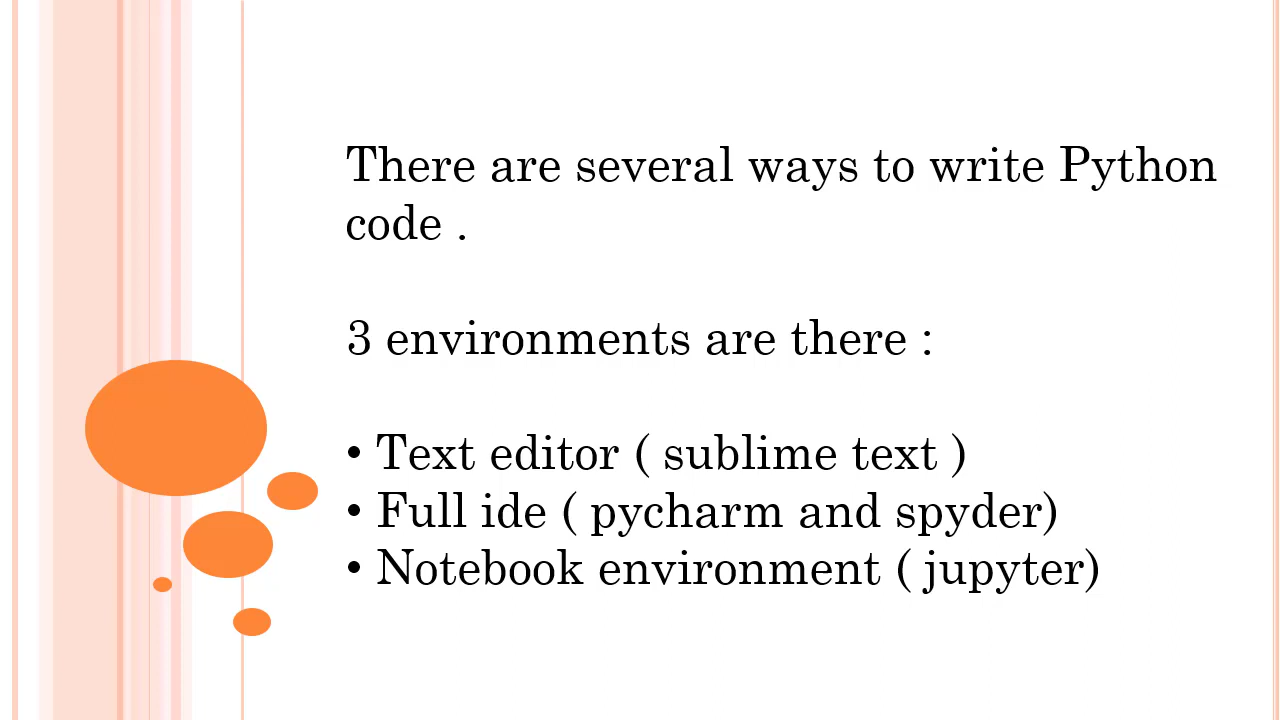 There are several ways to write Python
code .
3 environments are there :
• Text editor ( sublime text )
• Full ide ( pycharm and spyder)
• Notebook environment ( jupyter)